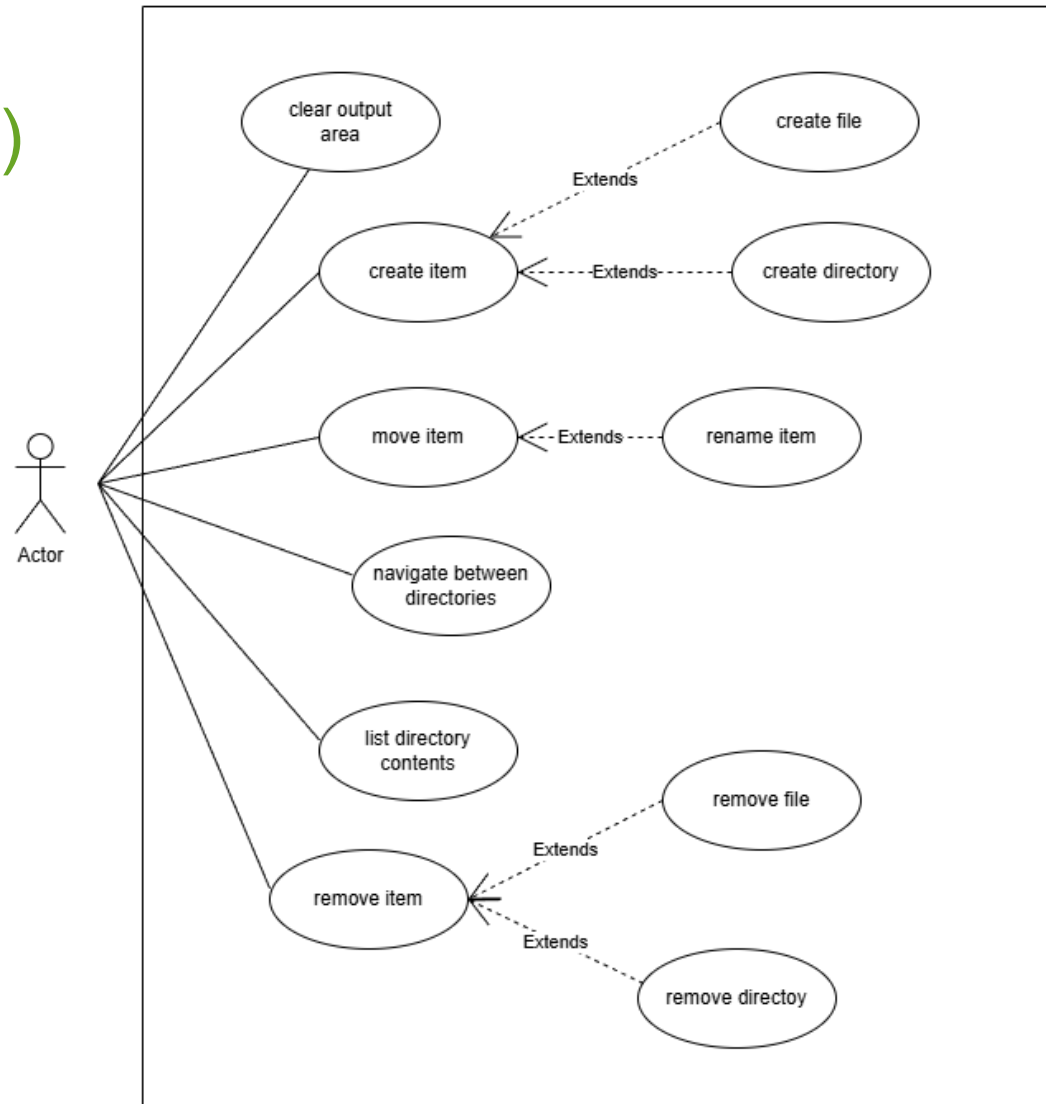 )
clear output
area
create file
Extends
create item
Extends
create directory
move item
Extends
rename item
Actor
navigate between
directories
list directory
contents
remove file
Extends
remove item
Extends
remove directoy